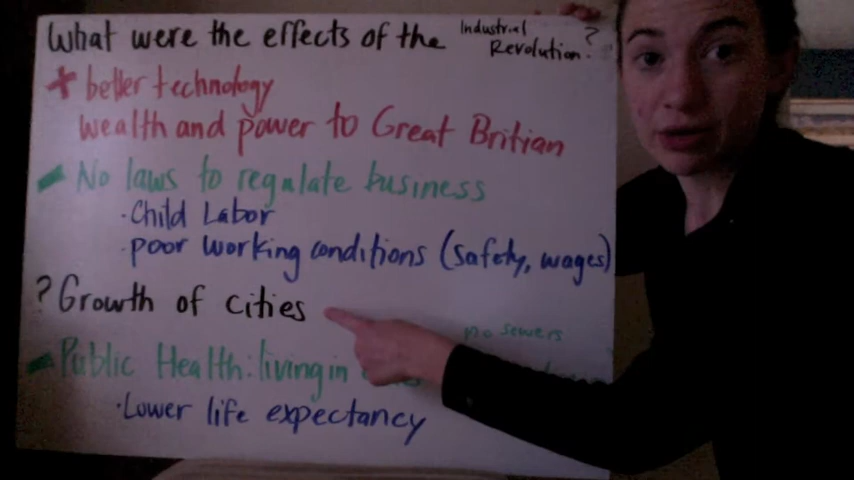 What were the effects of the Industrial Revolution?
+ better technology
wealth and power to Great Britian
- No laws to regulate business
· Child Labor
· poor working conditions (safety, wages)
? Growth of cities
no sewers
- Public Health: living in
· Lower life expectancy